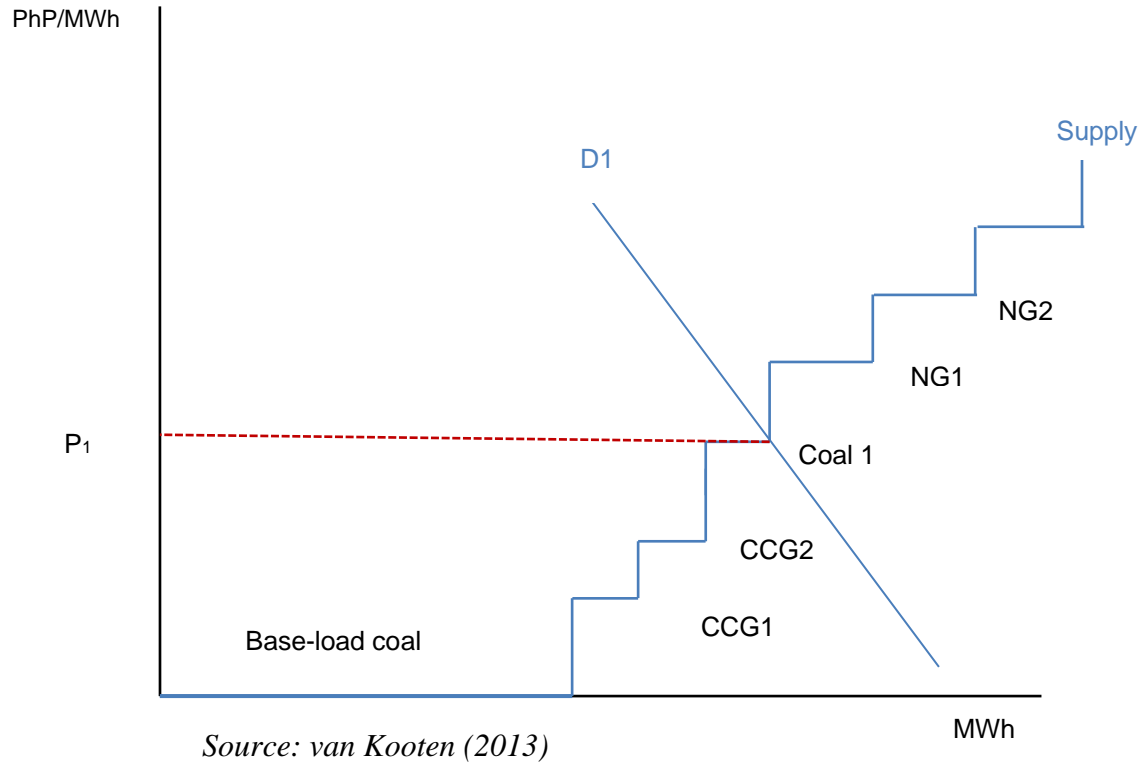 PhP/MWh
Supply
D1
NG2
NG1
P₁
Coal 1
CCG2
CCG1
Base-load coal
MWh
Source: van Kooten (2013)